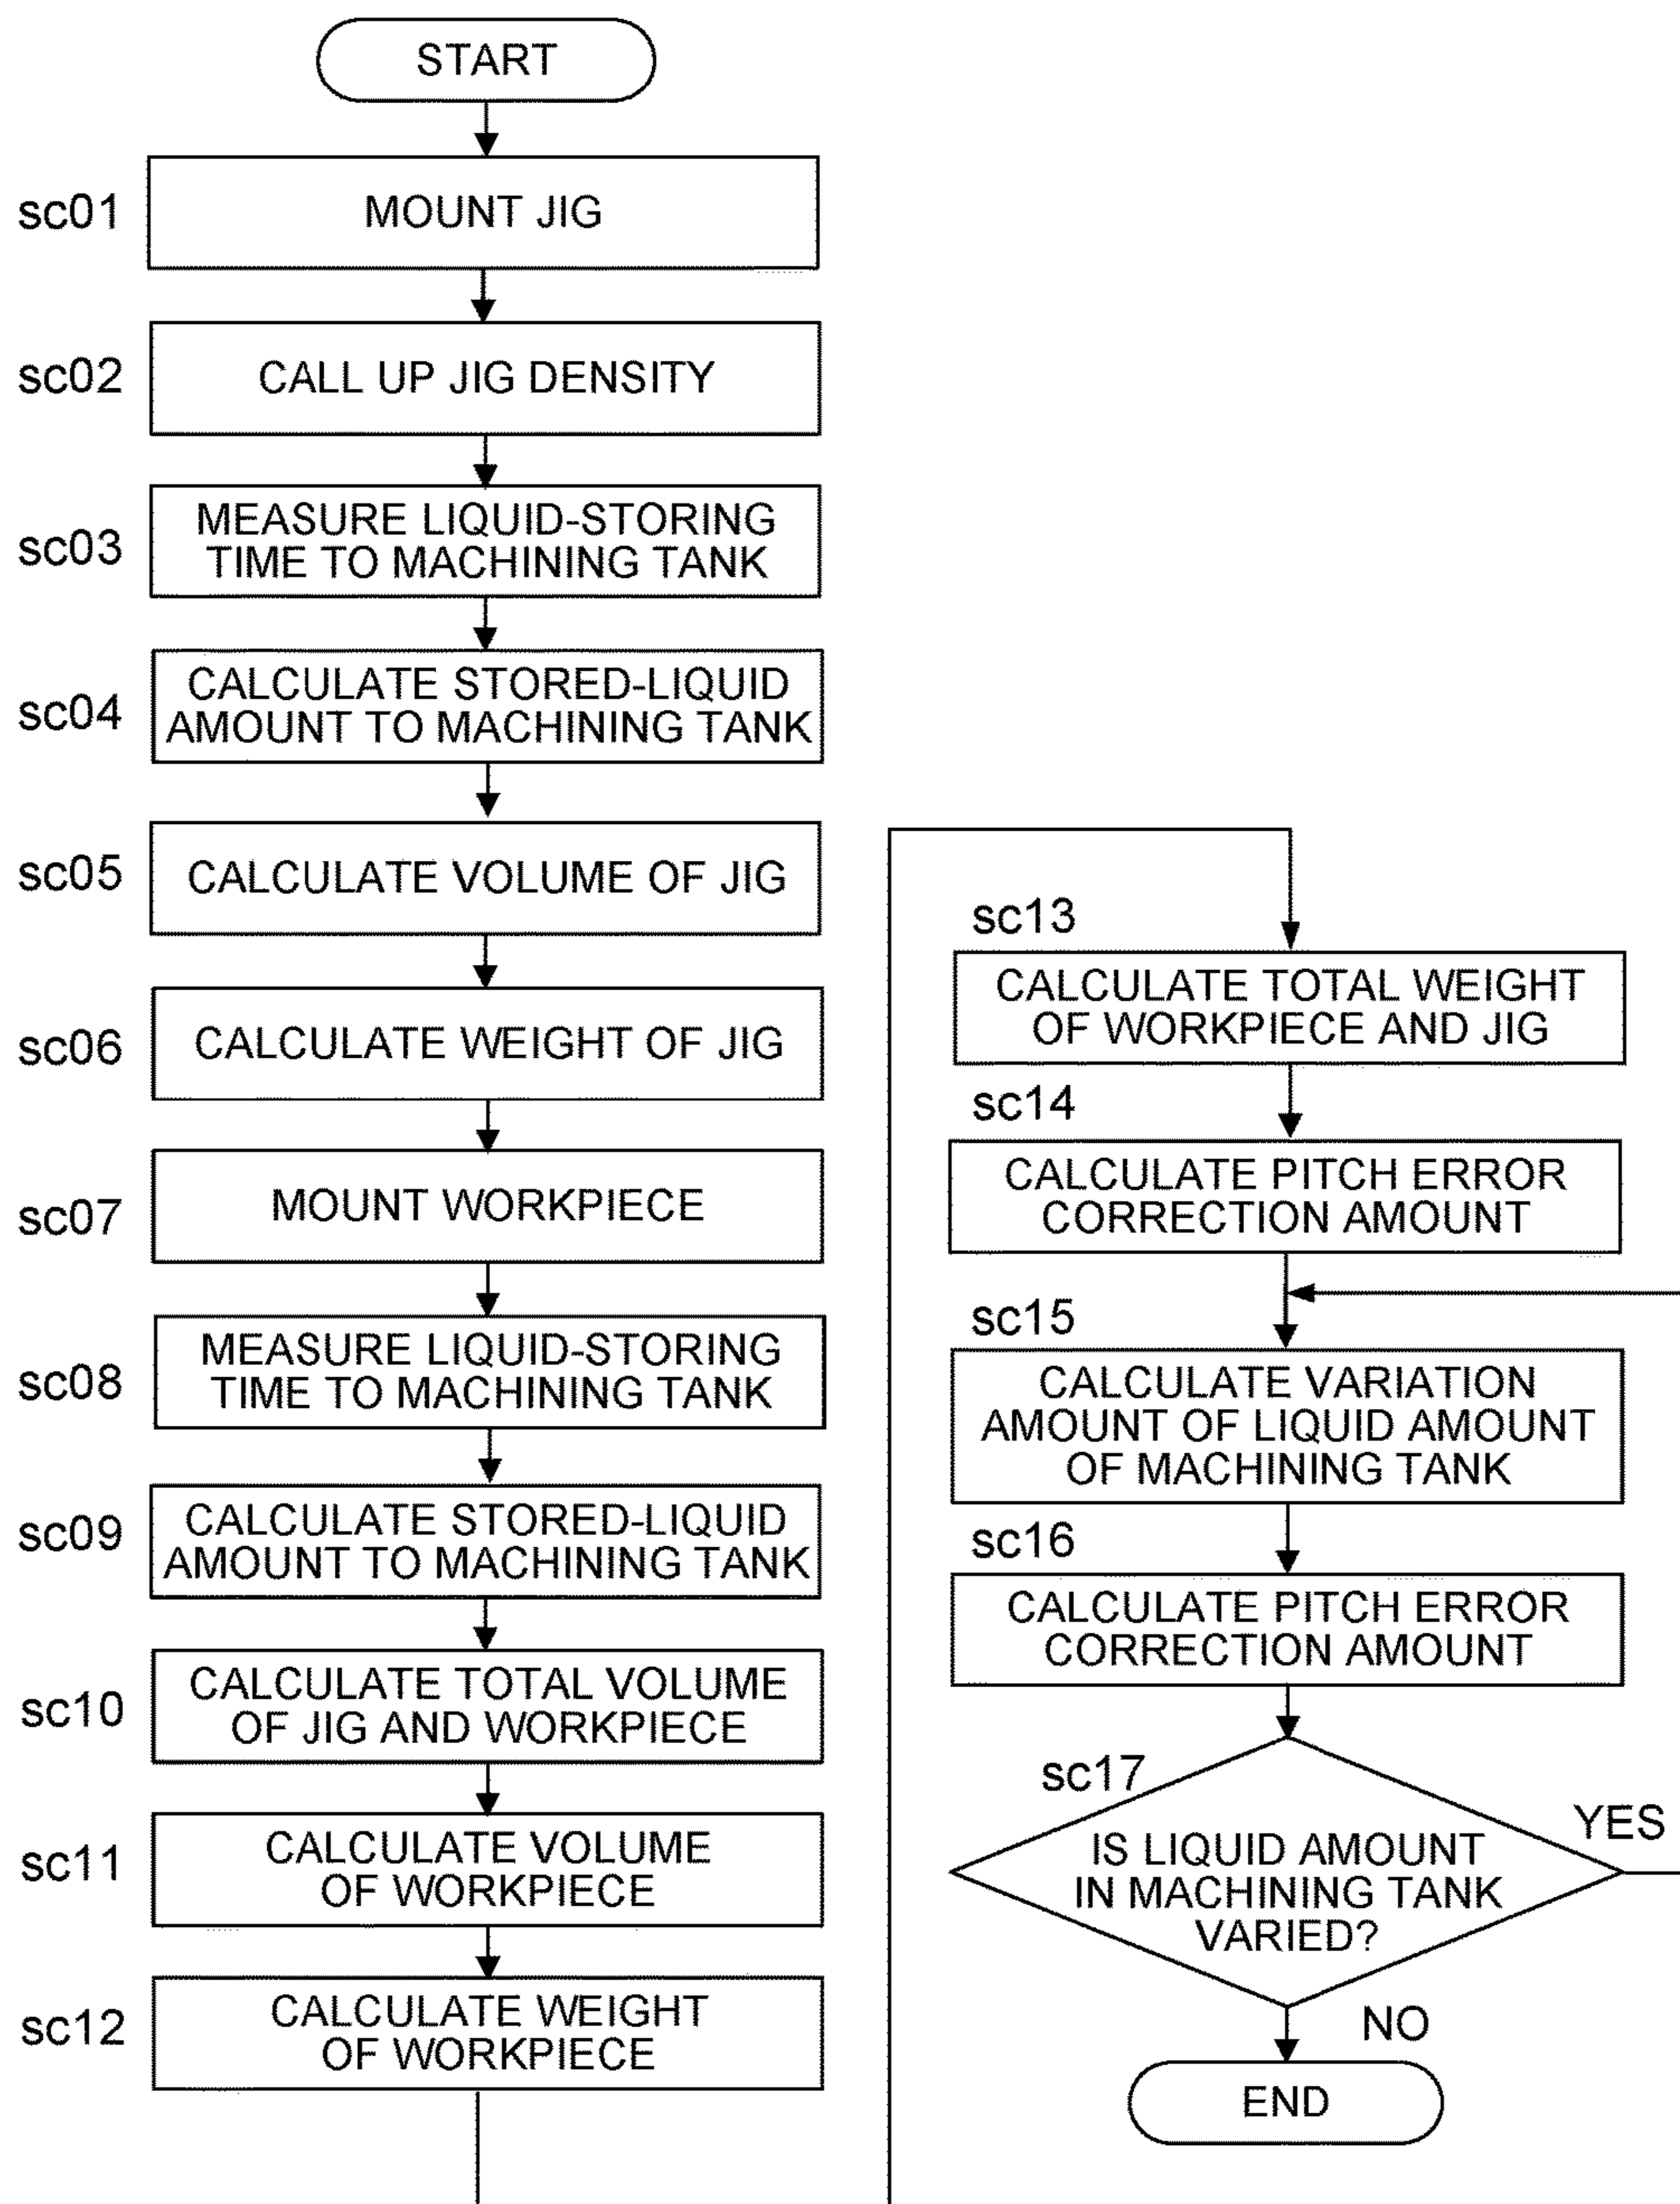 START
sc01
MOUNT JIG
sc02
CALL UP JIG DENSITY
sc03
MEASURE LIQUID-STORING
TIME TO MACHINING TANK
sc04
CALCULATE STORED-LIQUID
AMOUNT TO MACHINING TANK
sc05
CALCULATE VOLUME OF JIG
sc06
CALCULATE WEIGHT OF JIG
sc07
MOUNT WORKPIECE
sc08
MEASURE LIQUID-STORING
TIME TO MACHINING TANK
sc09
CALCULATE STORED-LIQUID
AMOUNT TO MACHINING TANK
sc10
CALCULATE TOTAL VOLUME
OF JIG AND WORKPIECE
sc11
CALCULATE VOLUME
OF WORKPIECE
sc12
CALCULATE WEIGHT
OF WORKPIECE
sc13
CALCULATE TOTAL WEIGHT
OF WORKPIECE AND JIG
sc14
CALCULATE PITCH ERROR
CORRECTION AMOUNT
sc15
CALCULATE VARIATION
AMOUNT OF LIQUID AMOUNT
OF MACHINING TANK
sc16
CALCULATE PITCH ERROR
CORRECTION AMOUNT
sc17
IS LIQUID AMOUNT
IN MACHINING TANK
VARIED?
YES
NO
END